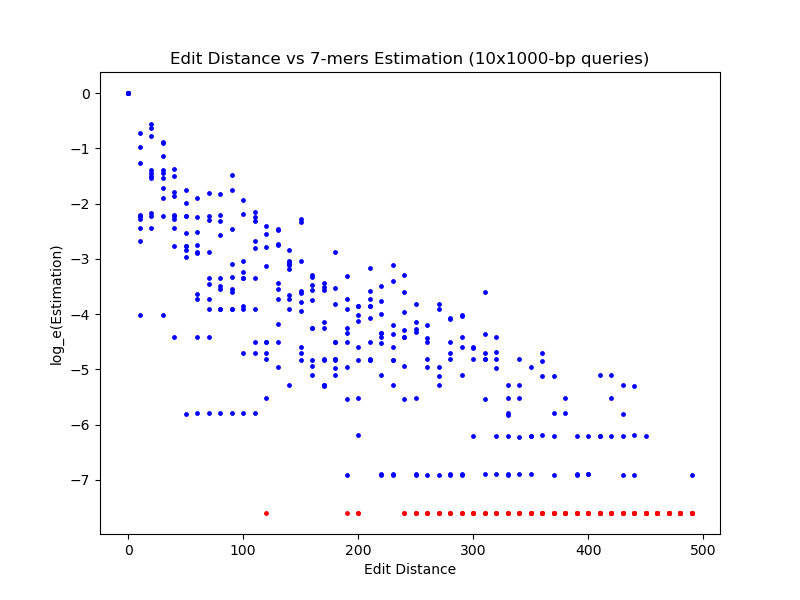 Edit Distance vs 7-mers Estimation (10x1000-bp queries)
0
−1
−2
−3
−4
−5
−6
−7
log_e(Estimation)
0 100 200 300 400 500
Edit Distance